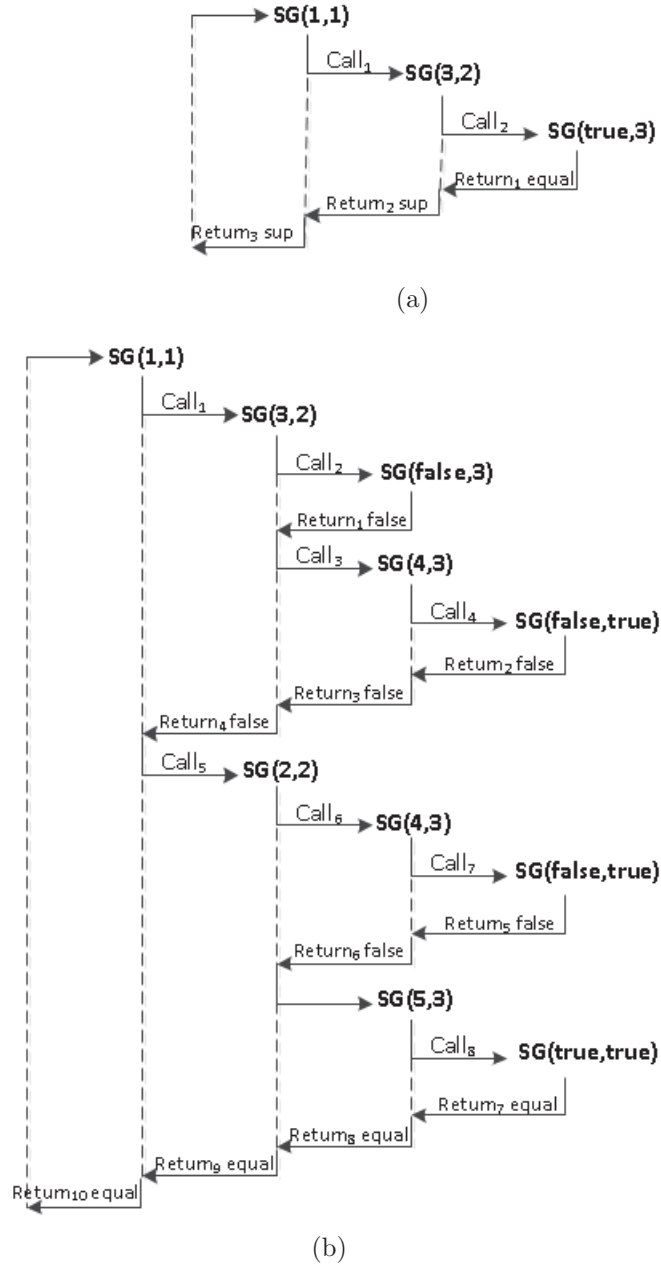 SG(1,1)
Call₁
SG(3,2)
Call₂
SG(true,3)
Return₁ equal
Return₂ sup
Return₃ sup
(a)
SG(1,1)
Call₁
SG(3,2)
Call₂
SG(false,3)
Return₁ false
Call₃
SG(4,3)
Call₄
SG(false,true)
Return₂ false
Return₃ false
Return₄ false
Call₅
SG(2,2)
Call₆
SG(4,3)
Call₇
SG(false,true)
Return₅ false
Return₆ false
SG(5,3)
Call₈
SG(true,true)
Return₇ equal
Return₈ equal
Return₉ equal
Return₁₀ equal
(b)